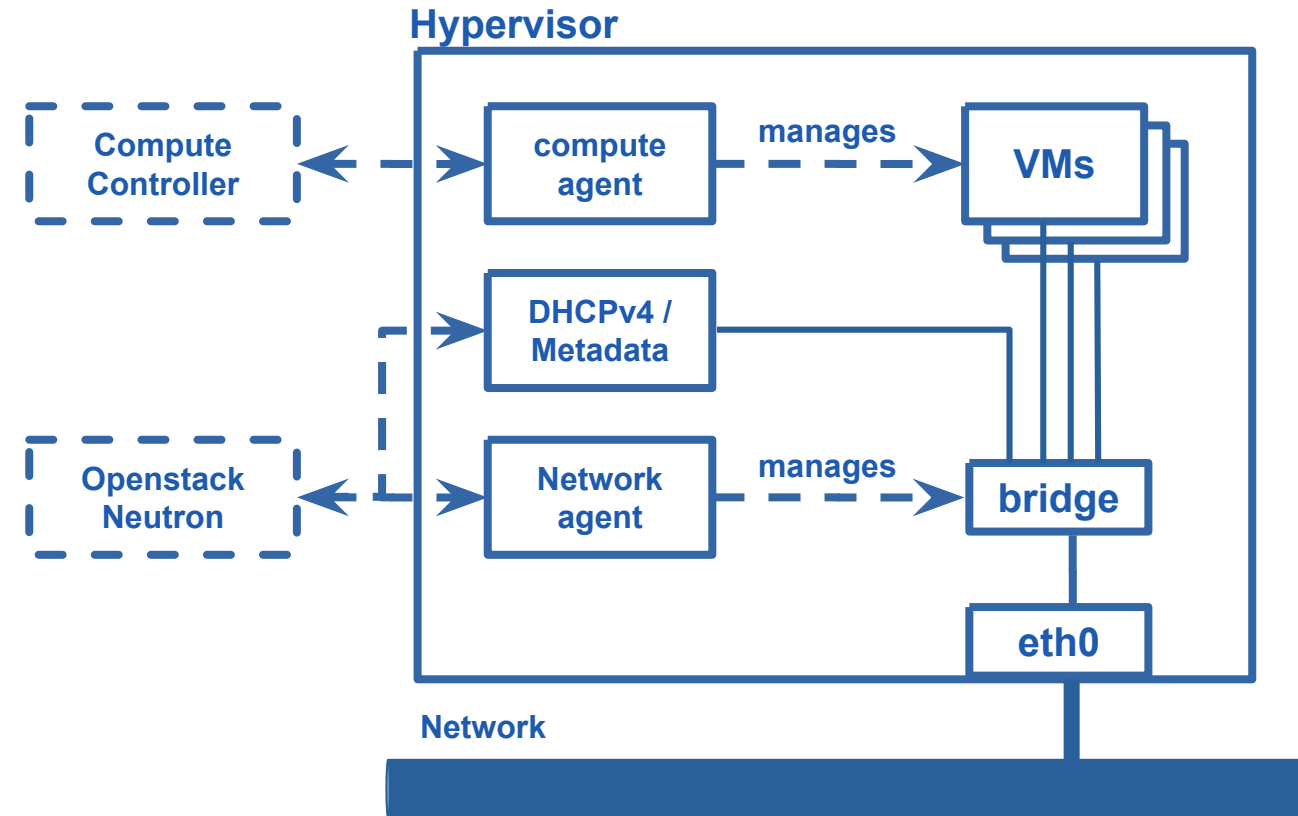 Hypervisor
Compute
Controller
compute
agent
manages
VMs
DHCPv4 /
Metadata
Openstack
Neutron
Network
agent
manages
bridge
eth0
Network